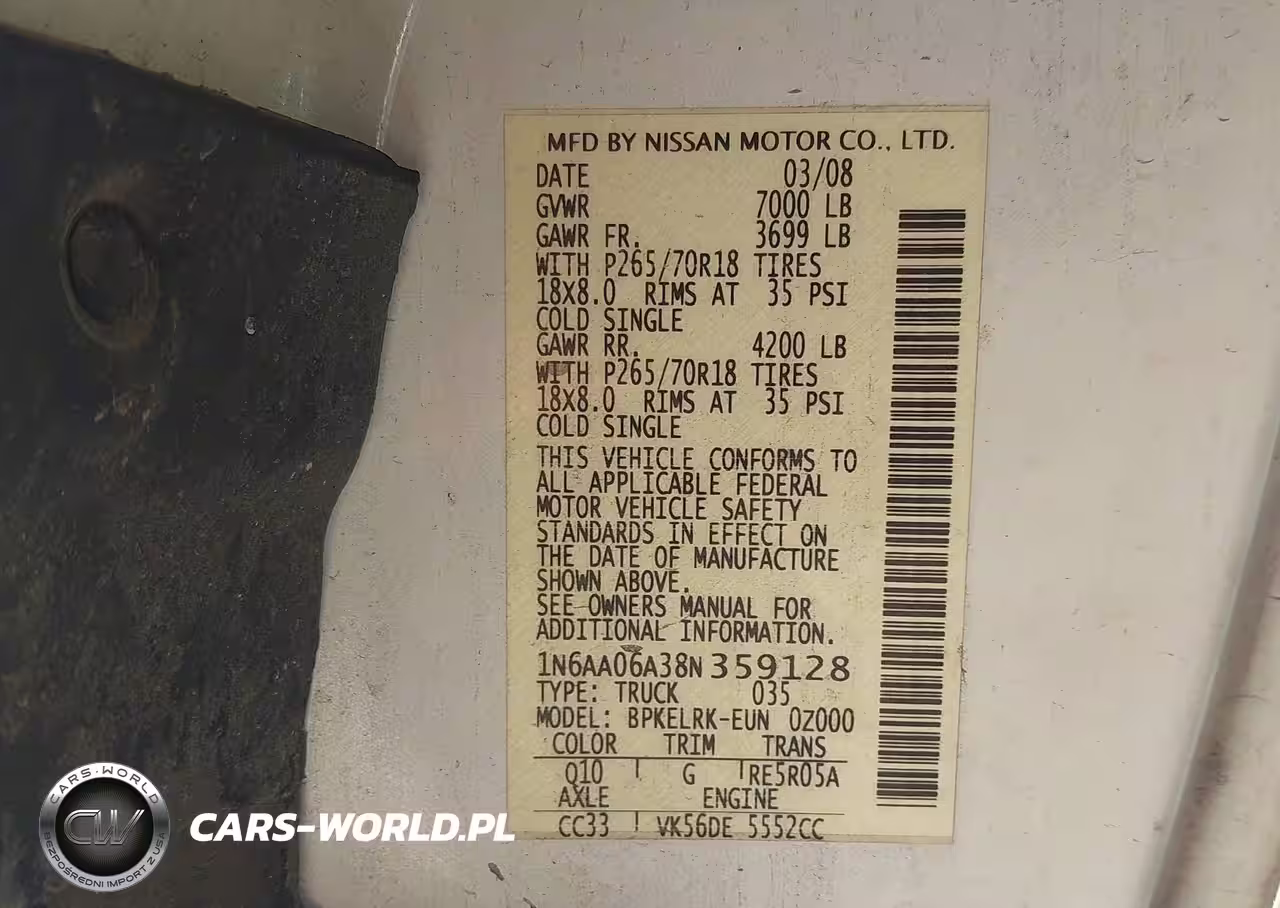 MFD BY NISSAN MOTOR CO., LTD.
DATE 03/08
GVWR 7000 LB
GAWR FR. 3699 LB
WITH P265/70R18 TIRES
18X8.0 RIMS AT 35 PSI
COLD SINGLE
GAWR RR. 4200 LB
WITH P265/70R18 TIRES
18X8.0 RIMS AT 35 PSI
COLD SINGLE
THIS VEHICLE CONFORMS TO
ALL APPLICABLE FEDERAL
MOTOR VEHICLE SAFETY
STANDARDS IN EFFECT ON
THE DATE OF MANUFACTURE
SHOWN ABOVE.
SEE OWNERS MANUAL FOR
ADDITIONAL INFORMATION.
1N6AA06A38N359128
TYPE: TRUCK 035
MODEL: BPKELRK-EUN 0Z000
COLOR TRIM TRANS
Q10 G RE5R05A
AXLE ENGINE
CC33 VK56DE 5552CC
CARS-WORLD
CW
BEZPOŚREDNI IMPORT Z USA
CARS-WORLD.PL